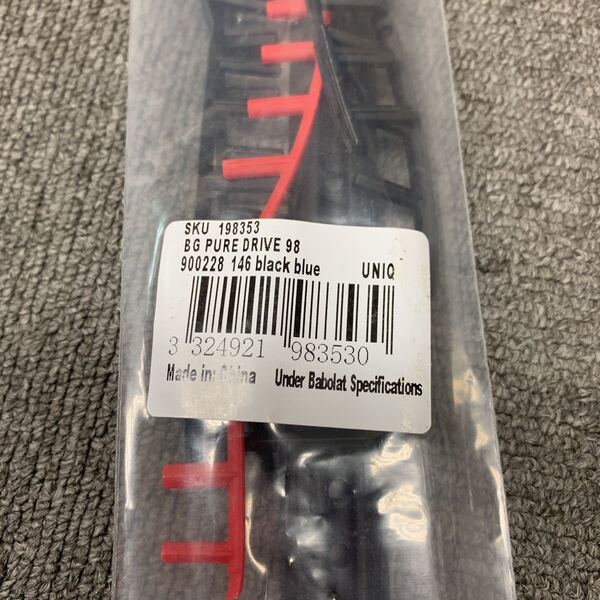 SKU 198353
BG PURE DRIVE 98
900228 146 black blue UNIQ
3 324921 983530
Made in: China Under Babolat Specifications